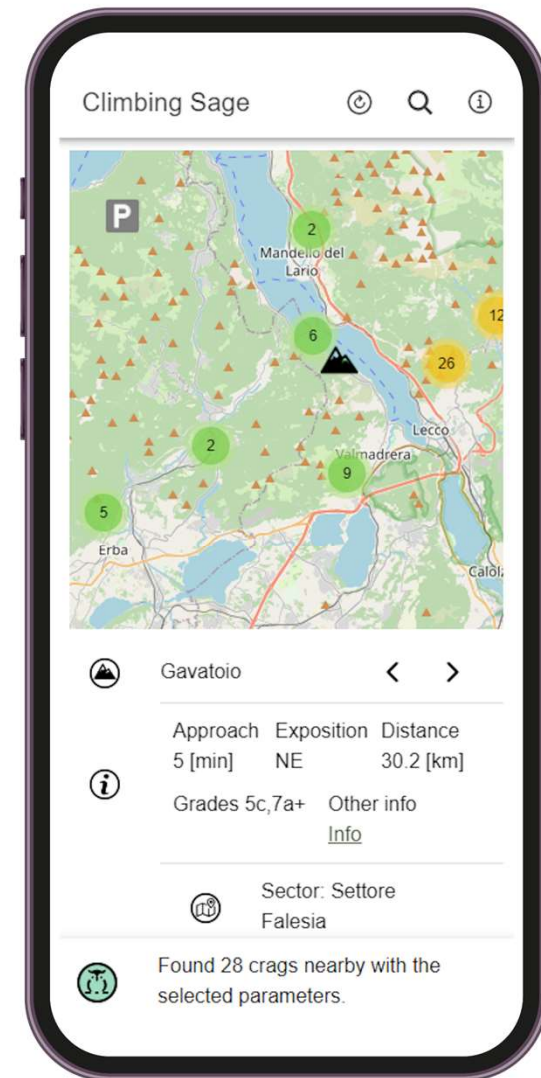 Climbing Sage
P
2
Mandello del
Lario
12
6
26
Lecco
2
Valmadrera
9
5
Erba
Gavatoio
Approach Exposition Distance
5 [min] NE 30.2 [km]
Grades 5c,7a+ Other info
Info
Sector: Settore
Falesia
Found 28 crags nearby with the
selected parameters.